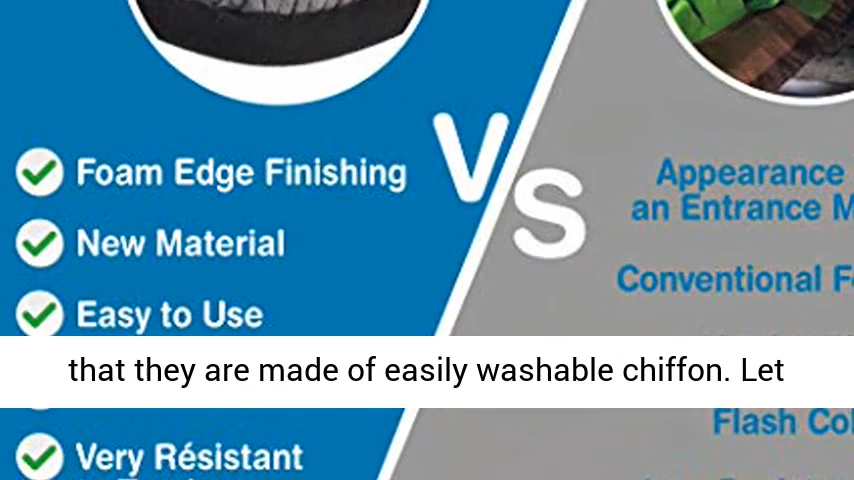 VS
Foam Edge Finishing
New Material
Easy to Use
Very Résistant
Appearance
an Entrance
Conventional
that they are made of easily washable chiffon. Let
Flash